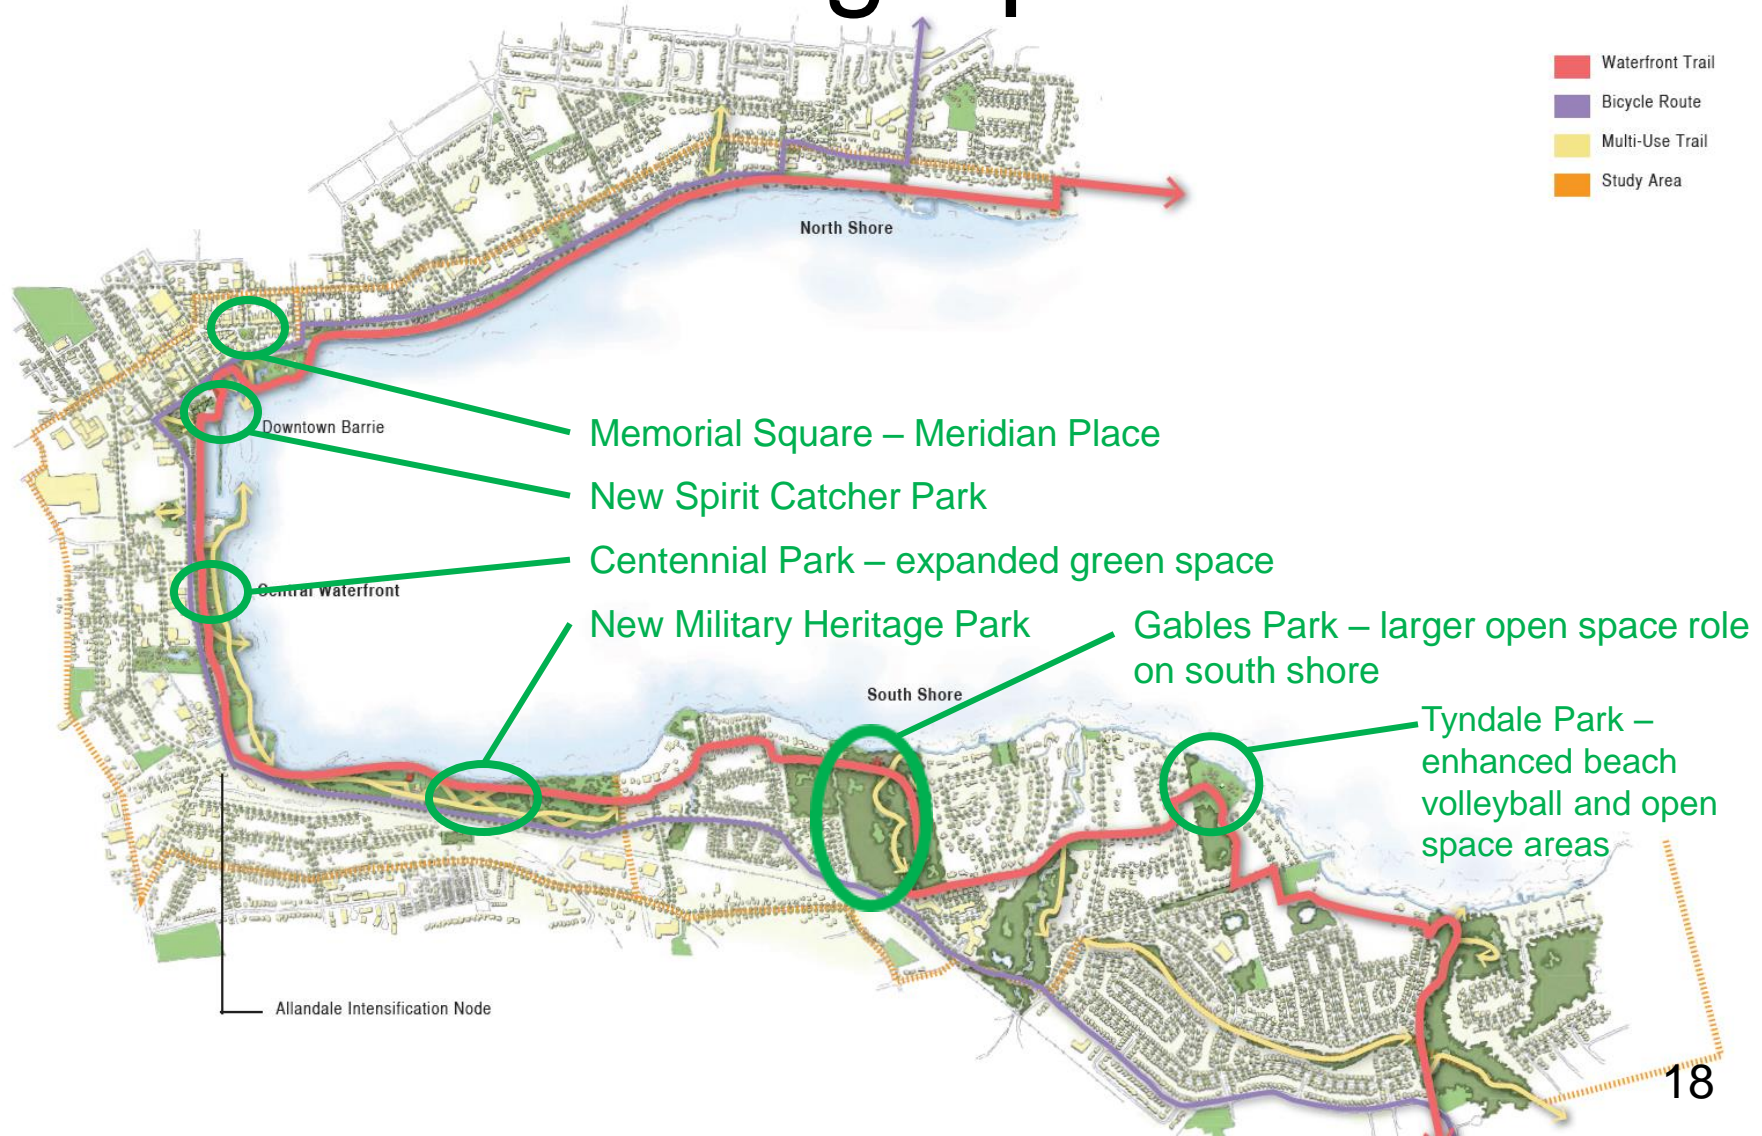 Waterfront Trail
Bicycle Route
Multi-Use Trail
Study Area
North Shore
Downtown Barrie
Memorial Square – Meridian Place
New Spirit Catcher Park
Centennial Park – expanded green space
Central Waterfront
New Military Heritage Park
Gables Park – larger open space role
on south shore
South Shore
Tyndale Park –
enhanced beach
volleyball and open
space areas
Allandale Intensification Node
18